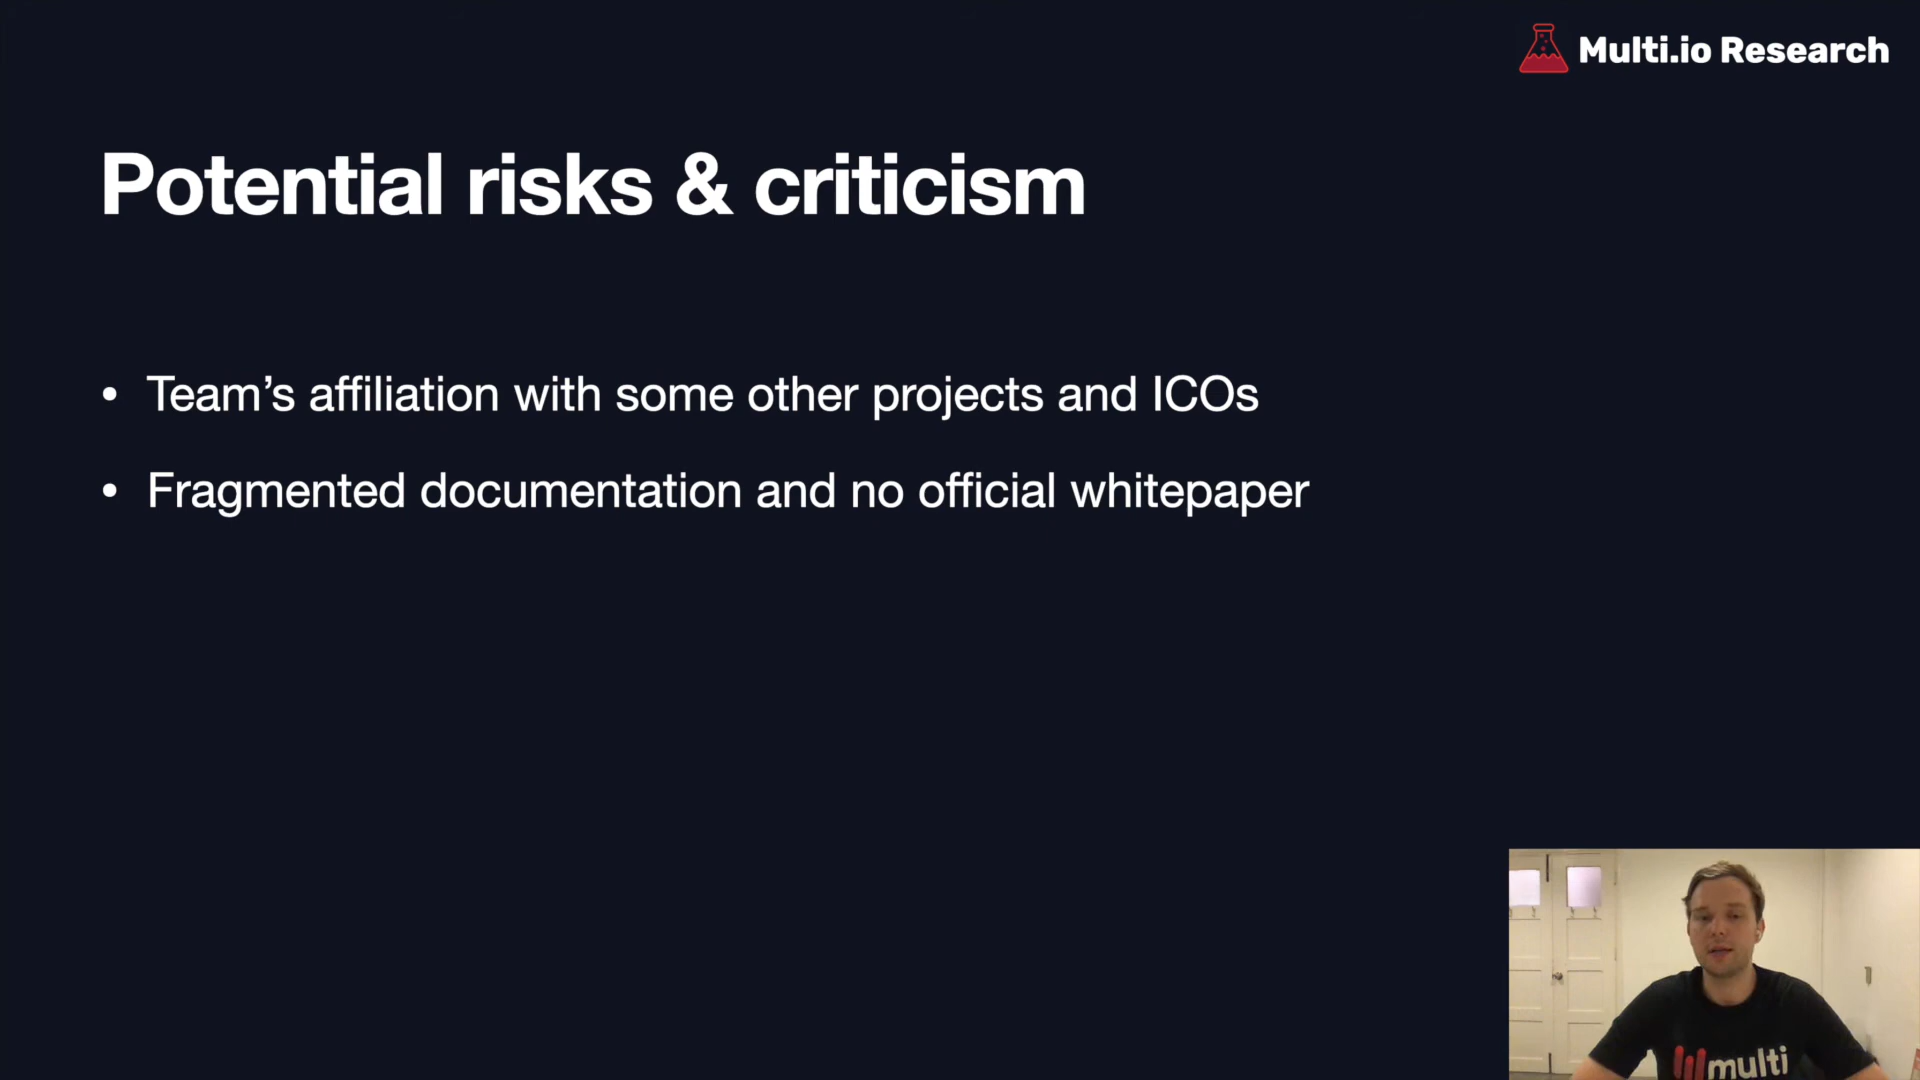 Multi.io Research
Potential risks & criticism
• Team’s affiliation with some other projects and ICOs
• Fragmented documentation and no official whitepaper
multi